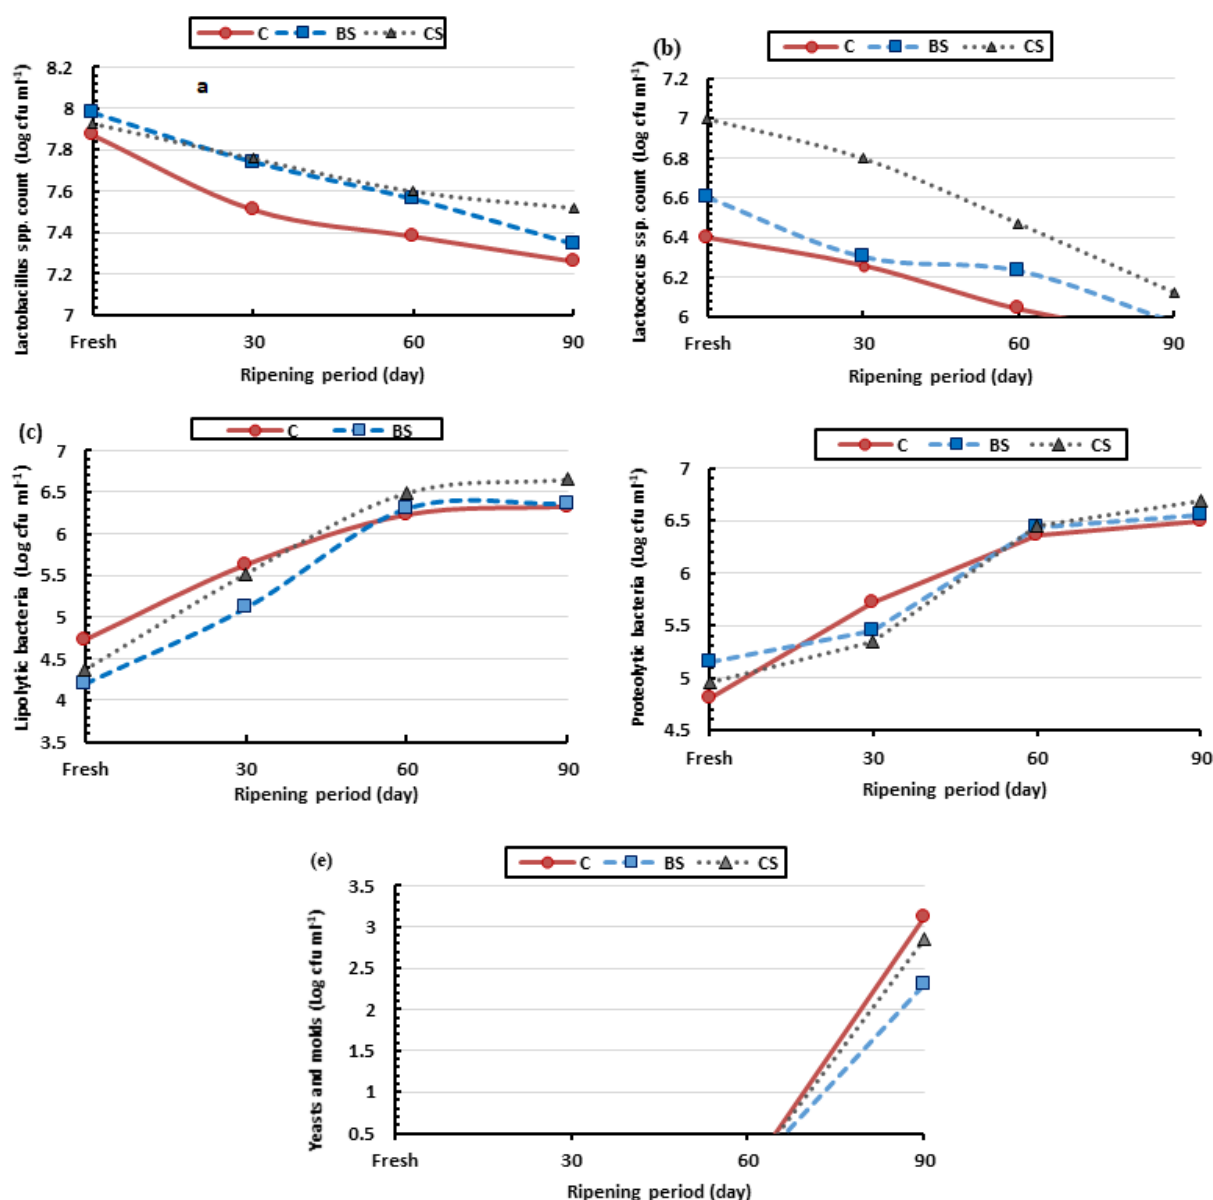 C BS CS
a
Lactobacillus spp. count (Log cfu ml-1)
8.2
8
7.8
7.6
7.4
7.2
7
Fresh 30 60 90
Ripening period (day)
(b)
C BS CS
Lactococcus ssp. count (Log cfu ml-1)
7.2
7
6.8
6.6
6.4
6.2
6
Fresh 30 60 90
Ripening period (day)
(c)
C BS
Lipolytic bacteria (Log cfu ml-1)
7
6.5
6
5.5
5
4.5
4
3.5
Fresh 30 60 90
Ripening period (day)
C BS CS
Proteolytic bacteria (Log cfu ml-1)
7
6.5
6
5.5
5
4.5
Fresh 30 60 90
Ripening period (day)
(e)
C BS CS
Yeasts and molds (Log cfu ml-1)
3.5
3
2.5
2
1.5
1
0.5
Fresh 30 60 90
Ripening period (day)